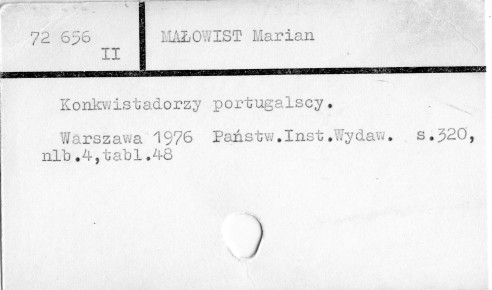 72 656
II
MAŁOWIST Marian
Konkwistadorzy portugalscy.
Warszawa 1976 Państw.Inst.Wydaw. s.320,
nlb.4,tabl.48